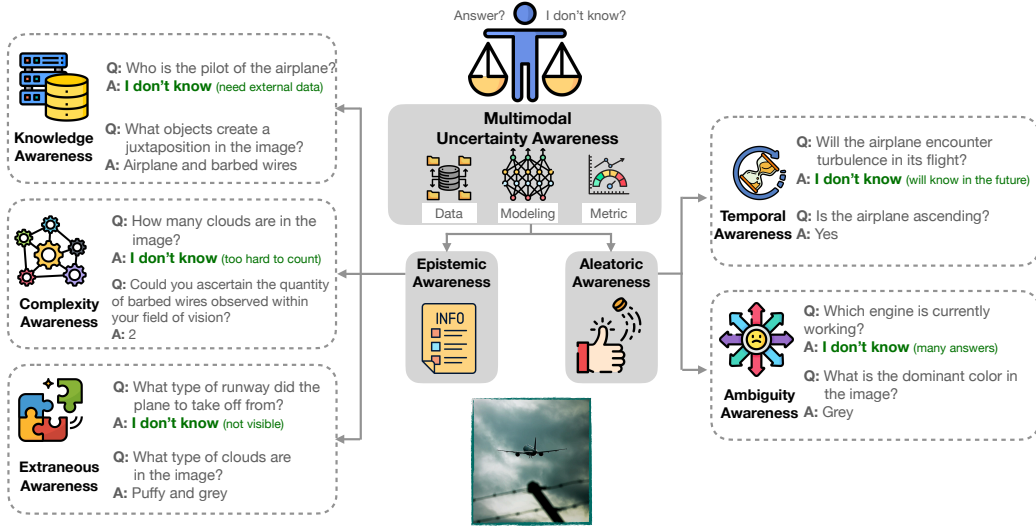 Answer?
I don't know?
Q: Who is the pilot of the airplane?
A: I don't know (need external data)
Q: What objects create a
juxtaposition in the image?
A: Airplane and barbed wires
Knowledge
Awareness
Q: How many clouds are in the
image?
A: I don't know (too hard to count)
Q: Could you ascertain the quantity
of barbed wires observed within
your field of vision?
A: 2
Complexity
Awareness
Q: What type of runway did the
plane to take off from?
A: I don't know (not visible)
Q: What type of clouds are
in the image?
A: Puffy and grey
Extraneous
Awareness
Multimodal
Uncertainty Awareness
Data
Modeling
Metric
Epistemic
Awareness
INFO
Aleatoric
Awareness
Q: Will the airplane encounter
turbulence in its flight?
A: I don't know (will know in the future)
Q: Is the airplane ascending?
A: Yes
Temporal
Awareness
Q: Which engine is currently
working?
A: I don't know (many answers)
Q: What is the dominant color in
the image?
A: Grey
Ambiguity
Awareness